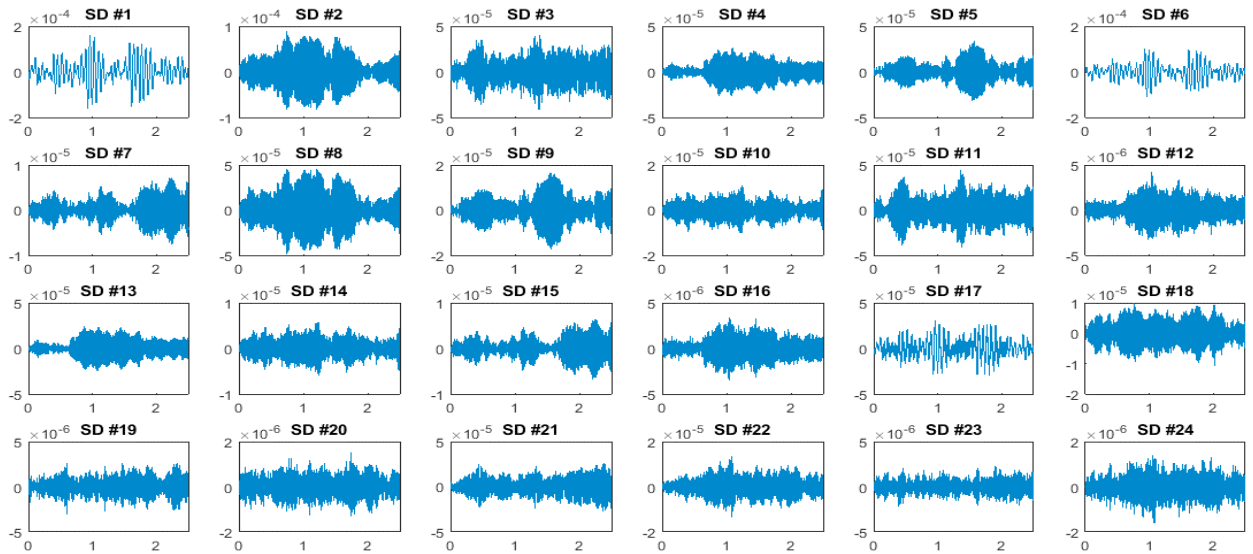 × 10⁻⁴ SD #1 × 10⁻⁴ SD #2 × 10⁻⁵ SD #3 × 10⁻⁵ SD #4 × 10⁻⁵ SD #5 × 10⁻⁴ SD #6
2 1 5 5 5 2
0 0 0 0 0 0
-2 -1 -5 -5 -5 -2
0 1 2 0 1 2 0 1 2 0 1 2 0 1 2 0 1 2
× 10⁻⁵ SD #7 × 10⁻⁵ SD #8 × 10⁻⁵ SD #9 × 10⁻⁵ SD #10 × 10⁻⁵ SD #11 × 10⁻⁶ SD #12
1 5 2 2 5 5
0 0 0 0 0 0
-1 -5 -2 -2 -5 -5
0 1 2 0 1 2 0 1 2 0 1 2 0 1 2 0 1 2
× 10⁻⁵ SD #13 × 10⁻⁵ SD #14 × 10⁻⁵ SD #15 × 10⁻⁶ SD #16 × 10⁻⁵ SD #17 × 10⁻⁵ SD #18
5 1 1 5 5 1
0 0 0 0 0 0
-1
-5 -1 -1 -5 -5 -2
0 1 2 0 1 2 0 1 2 0 1 2 0 1 2 0 1 2
× 10⁻⁶ SD #19 × 10⁻⁶ SD #20 × 10⁻⁵ SD #21 × 10⁻⁵ SD #22 × 10⁻⁶ SD #23 × 10⁻⁶ SD #24
5 2 5 2 5 2
0 0 0 0 0 0
-5 -2 -5 -2 -5 -2
0 1 2 0 1 2 0 1 2 0 1 2 0 1 2 0 1 2